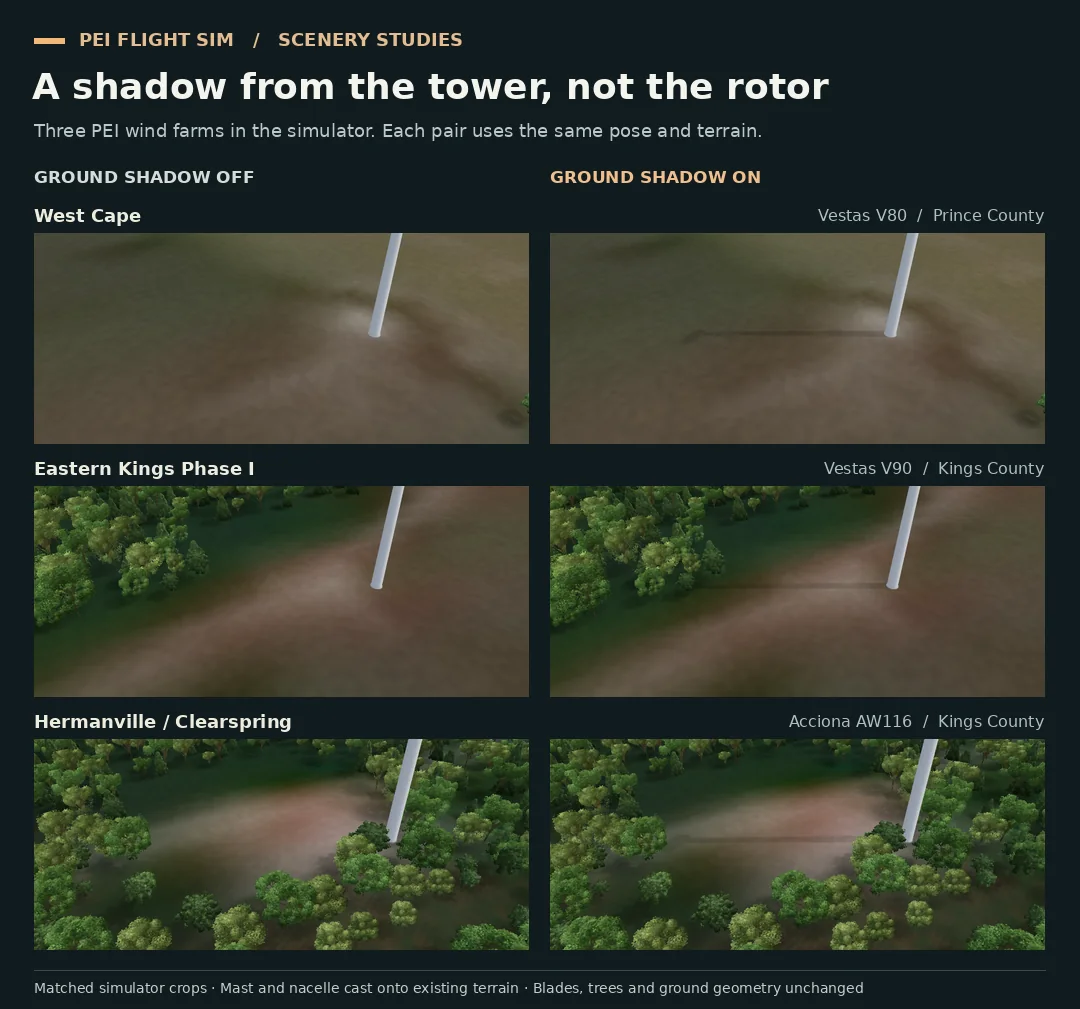 PEI FLIGHT SIM / SCENERY STUDIES
A shadow from the tower, not the rotor
Three PEI wind farms in the simulator. Each pair uses the same pose and terrain.
GROUND SHADOW OFF
GROUND SHADOW ON
West Cape
Vestas V80 / Prince County
Eastern Kings Phase I
Vestas V90 / Kings County
Hermanville / Clearspring
Acciona AW116 / Kings County
Matched simulator crops · Mast and nacelle cast onto existing terrain · Blades, trees and ground geometry unchanged